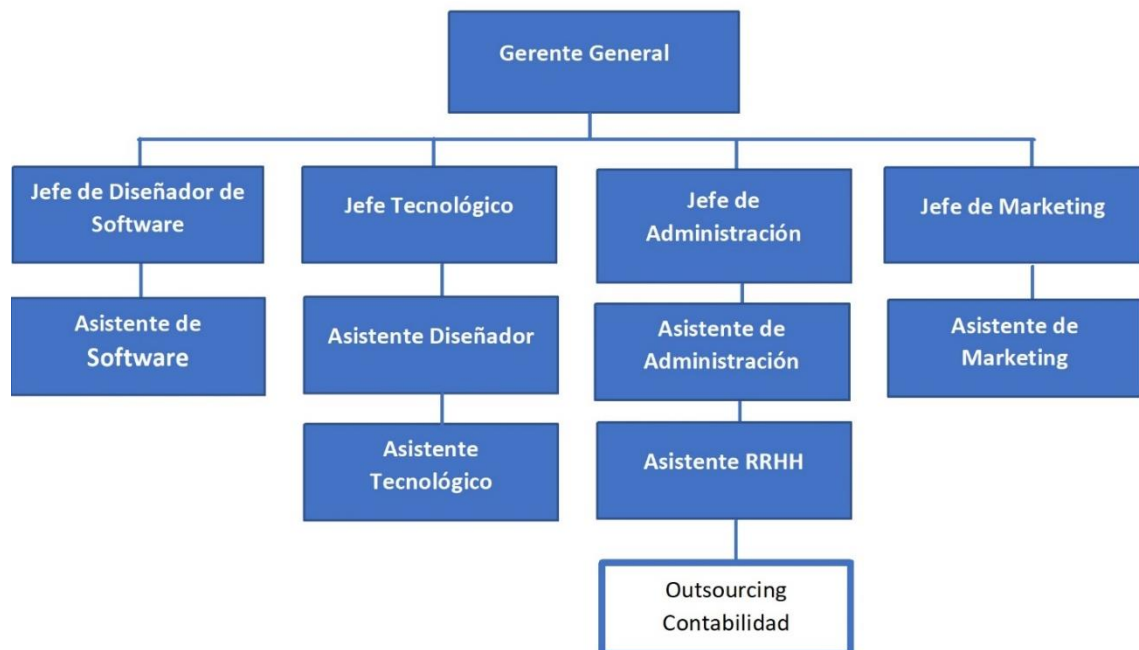 Gerente General
Jefe de Diseñador de
Software
Jefe Tecnológico
Jefe de
Administración
Jefe de Marketing
Asistente de
Software
Asistente Diseñador
Asistente de
Administración
Asistente de
Marketing
Asistente
Tecnológico
Asistente RRHH
Outsourcing
Contabilidad